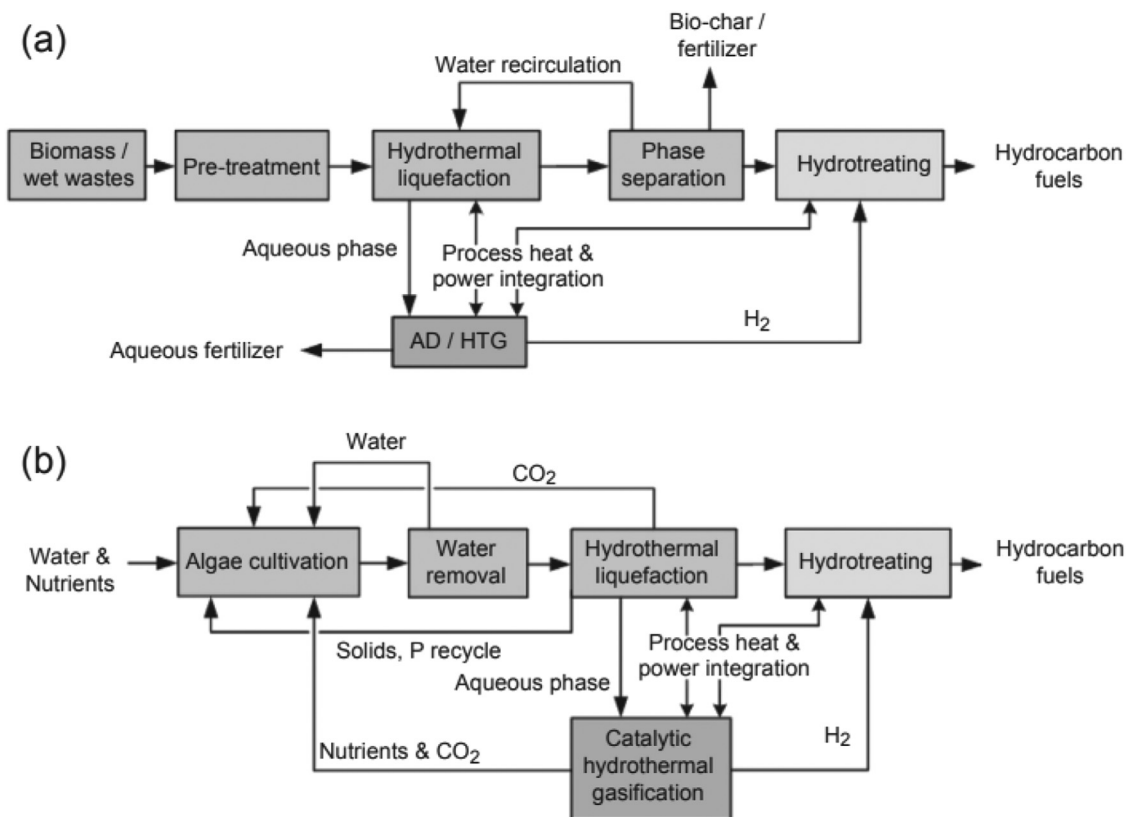 (a)
Bio-char /
fertilizer
Water recirculation
Biomass /
wet wastes
Pre-treatment
Hydrothermal
liquefaction
Phase
separation
Hydrotreating
Hydrocarbon
fuels
Aqueous phase
Process heat &
power integration
H2
AD / HTG
Aqueous fertilizer
(b)
Water
CO2
Water &
Nutrients
Algae cultivation
Water
removal
Hydrothermal
liquefaction
Hydrotreating
Hydrocarbon
fuels
Solids, P recycle
Process heat &
power integration
Aqueous phase
Nutrients & CO2
Catalytic
hydrothermal
gasification
H2